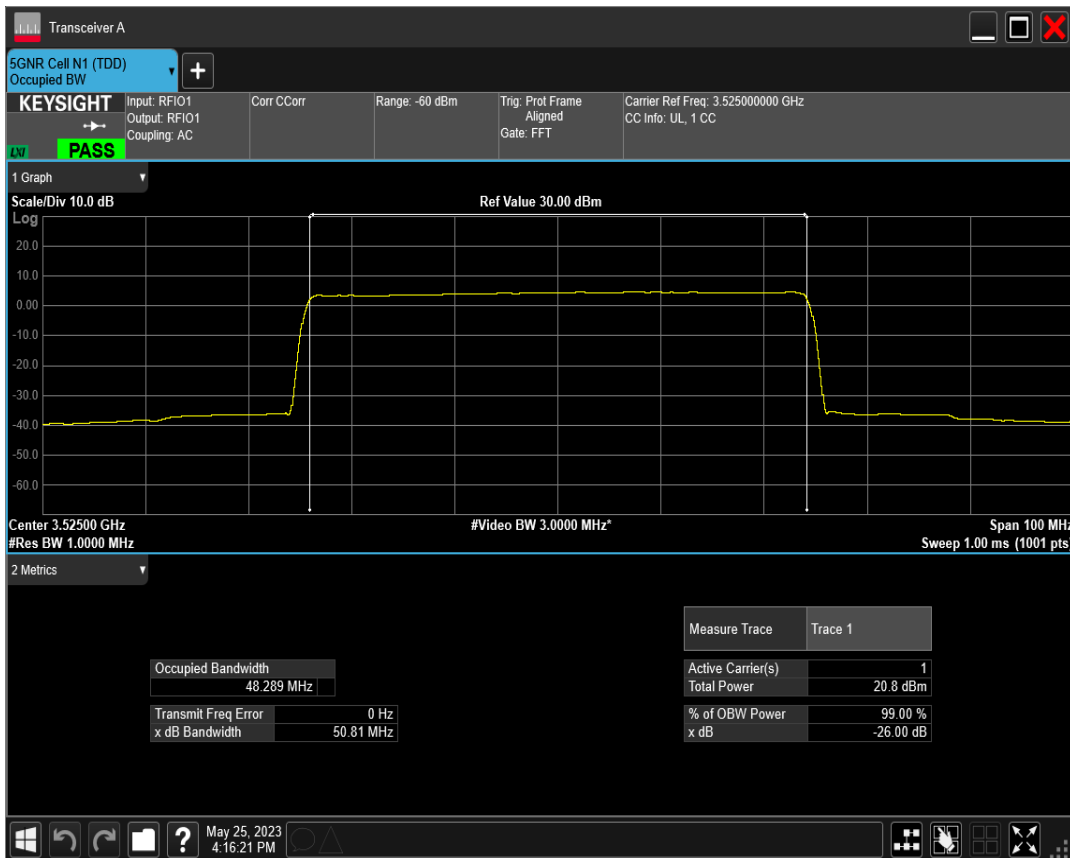 Transceiver A
5GNR Cell N1 (TDD)
Occupied BW
+
KEYSIGHT
LXI
PASS
Input: RFIO1
Output: RFIO1
Coupling: AC
Corr CCorr
Range: -60 dBm
Trig: Prot Frame
Aligned
Gate: FFT
Carrier Ref Freq: 3.525000000 GHz
CC Info: UL, 1 CC
1 Graph
Scale/Div 10.0 dB
Ref Value 30.00 dBm
Log
20.0
10.0
0.00
-10.0
-20.0
-30.0
-40.0
-50.0
-60.0
Center 3.52500 GHz
#Video BW 3.0000 MHz*
Span 100 MHz
#Res BW 1.0000 MHz
Sweep 1.00 ms (1001 pts)
2 Metrics
Measure Trace Trace 1
Occupied Bandwidth
48.289 MHz
Active Carrier(s) 1
Total Power 20.8 dBm
Transmit Freq Error 0 Hz
x dB Bandwidth 50.81 MHz
% of OBW Power 99.00 %
x dB -26.00 dB
?
May 25, 2023
4:16:21 PM